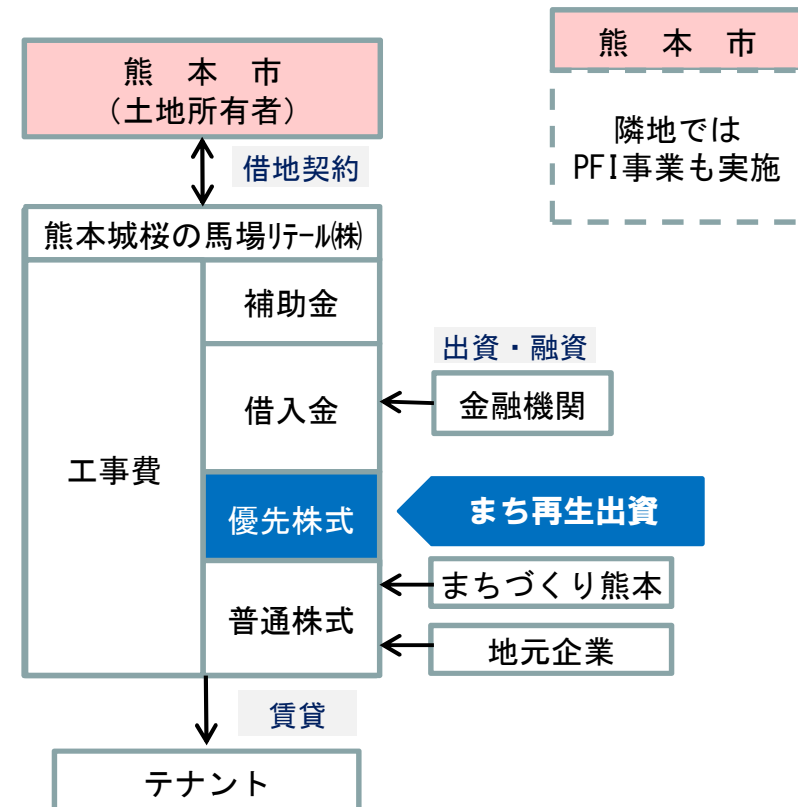 熊 本 市
（土地所有者）
借地契約
熊本城桜の馬場ﾘﾃｰﾙ㈱
工事費
補助金
借入金
優先株式
普通株式
出資・融資
金融機関
まち再生出資
まちづくり熊本
地元企業
賃貸
テナント
熊 本 市
隣地では
PFI事業も実施